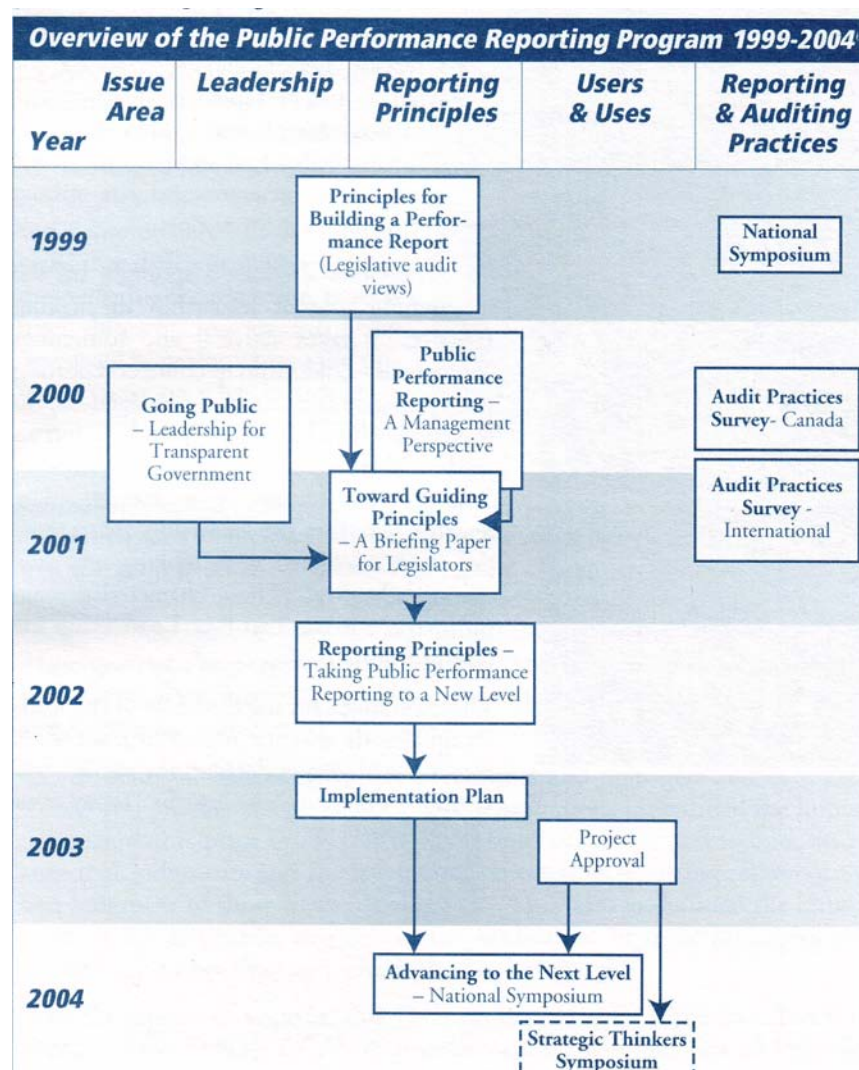 Overview of the Public Performance Reporting Program 1999-2004
Issue
Area
Leadership
Reporting
Principles
Users
& Uses
Reporting
& Auditing
Practices
Year
1999
Principles for
Building a Perfor-
mance Report
(Legislative audit
views)
National
Symposium
2000
Going Public
– Leadership for
Transparent
Government
Public
Performance
Reporting –
A Management
Perspective
Audit Practices
Survey- Canada
2001
Toward Guiding
Principles
– A Briefing Paper
for Legislators
Audit Practices
Survey -
International
2002
Reporting Principles –
Taking Public Performance
Reporting to a New Level
2003
Implementation Plan
Project
Approval
2004
Advancing to the Next Level
– National Symposium
Strategic Thinkers
Symposium